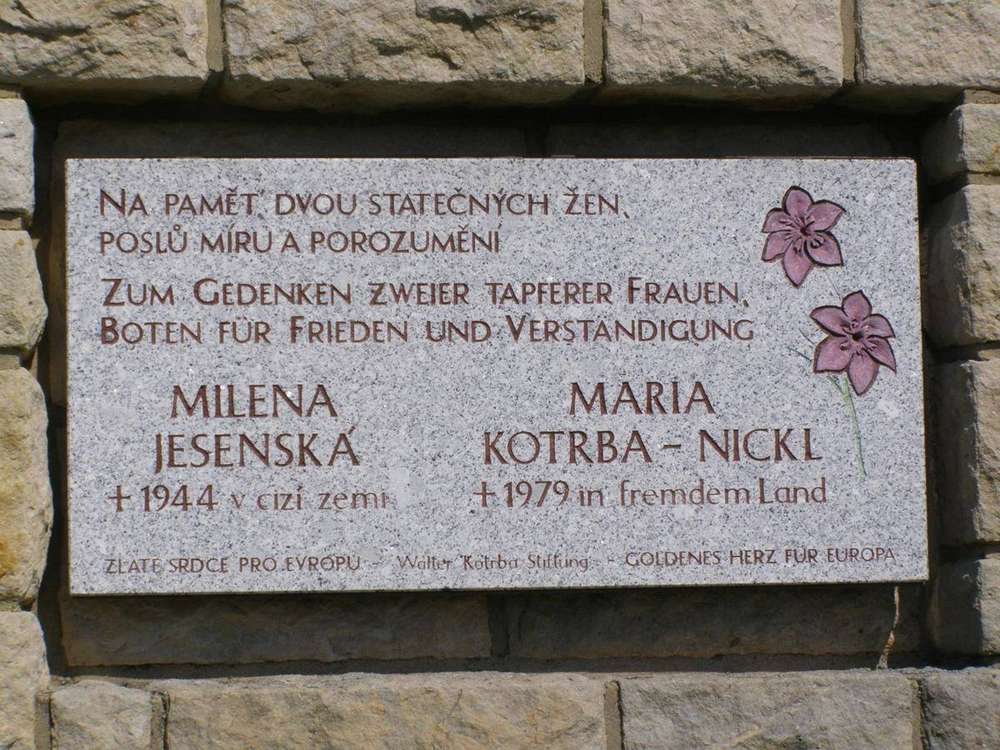 NA PAMĚŤ DVOU STATEČNÝCH ŽEN,
POSLŮ MÍRU A POROZUMĚNÍ
ZUM GEDENKEN ZWEIER TAPFERER FRAUEN,
BOTEN FÜR FRIEDEN UND VERSTÄNDIGUNG
MILENA
JESENSKÁ
† 1944 v cizí zemi
MARIA
KOTRBA – NICKL
† 1979 in fremdem Land
ZLATÉ SRDCE PRO EVROPU – Walter Kotrba Stiftung – GOLDENES HERZ FÜR EUROPA